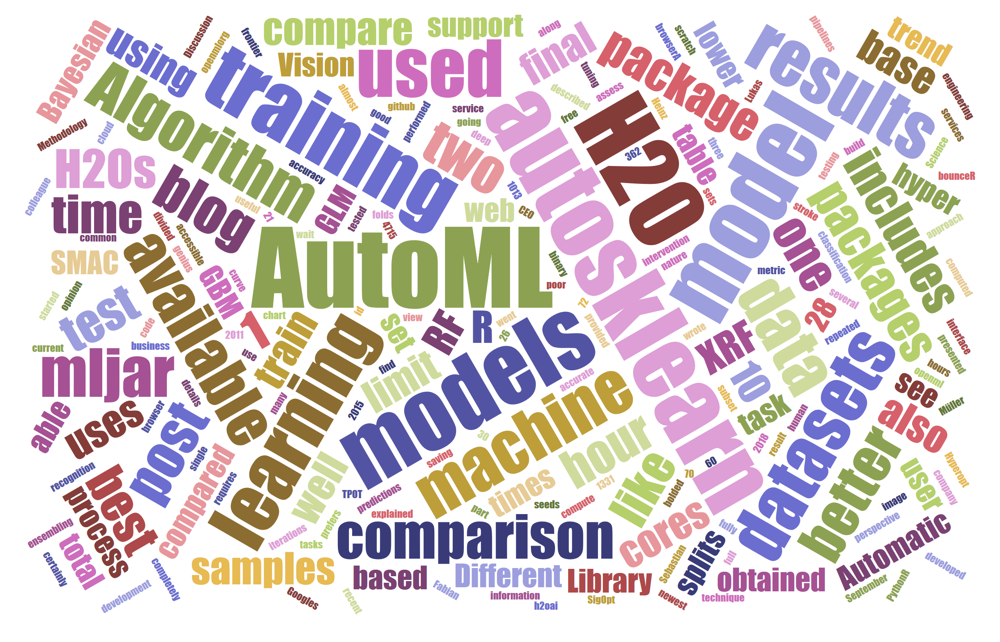 Bayesian
using
Discussion
openmlorg
frontier
compare
support
along
final
browserA
scratch
lower
pipelines
trend
base
engineering
services
Algorithm
training
Vision
used
almost
github
good
performed
service
going
deep
two
tuning
assess
described
free
package
Lukas
Heinz
results
Methodology
cloud
H20s
colleague
time
common
blog
accuracy
useful
21
GLM
tested
folds
4715
web
1013
CEO
autosklearn
H20
362
table
three
sets
model
build
Science
testing
bounceR
includes
hyper
stroke
packages
approach
one
classification
computed
SMAC
divided
accessible
genius
available
wait
AutoML
binary
poor
intervention
nature
metric
several
28
data
started
opinion
test
GBM
curve
chart
1
2011
code
current
business
mljar
use
train
learning
id
set
view
RF
R
went
26
72
provided
wrote
XRF
repeated
interface
presented
hours
openml
see
Müller
also
10
task
subset
human
datasets
models
limit
find
many
2015
accurate
machine
details
able
uses
browser
post
single
compared
requires
recognition
best
process
ensembling
total
certainly
completely
development
well
TPOT
predictions
prefers
iterations
tasks
explained
30
saving
times
part
seeds
hour
1331
compute
like
holded
70
60
2018
result
better
user
Hyperopt
company
image
perspective
fully
full
cores
splits
Sebastian
comparison
samples
Googles
recent
based
Fabian
Different
information
h2oai
Library
SigOpt
newest
obtained
technique
Automatic
September
PythonR
developed